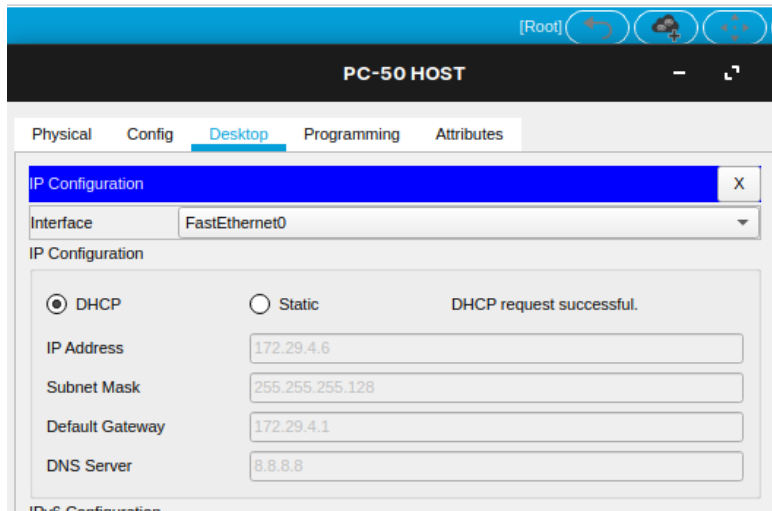 [Root]
PC-50 HOST
Physical Config Desktop Programming Attributes
IP Configuration X
Interface FastEthernet0
IP Configuration
DHCP Static DHCP request successful.
IP Address 172.29.4.6
Subnet Mask 255.255.255.128
Default Gateway 172.29.4.1
DNS Server 8.8.8.8
IPv6 Configuration